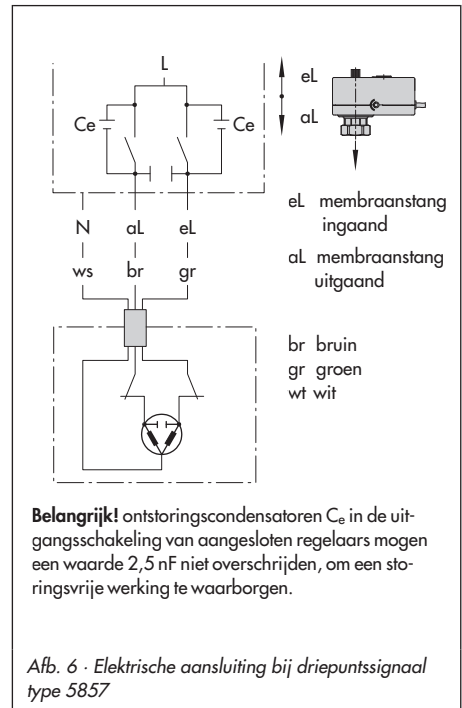 L
eL
Ce
Ce
aL
N aL eL
ws br gr
eL membraanstang
ingaand
aL membraanstang
uitgaand
br bruin
gr groen
wt wit
Belangrijk! ontstoringscondensatoren Ce in de uit-
gangsschakeling van aangesloten regelaars mogen
een waarde 2,5 nF niet overschrijden, om een sto-
ringsvrije werking te waarborgen.
Afb. 6 · Elektrische aansluiting bij driepuntssignaal
type 5857